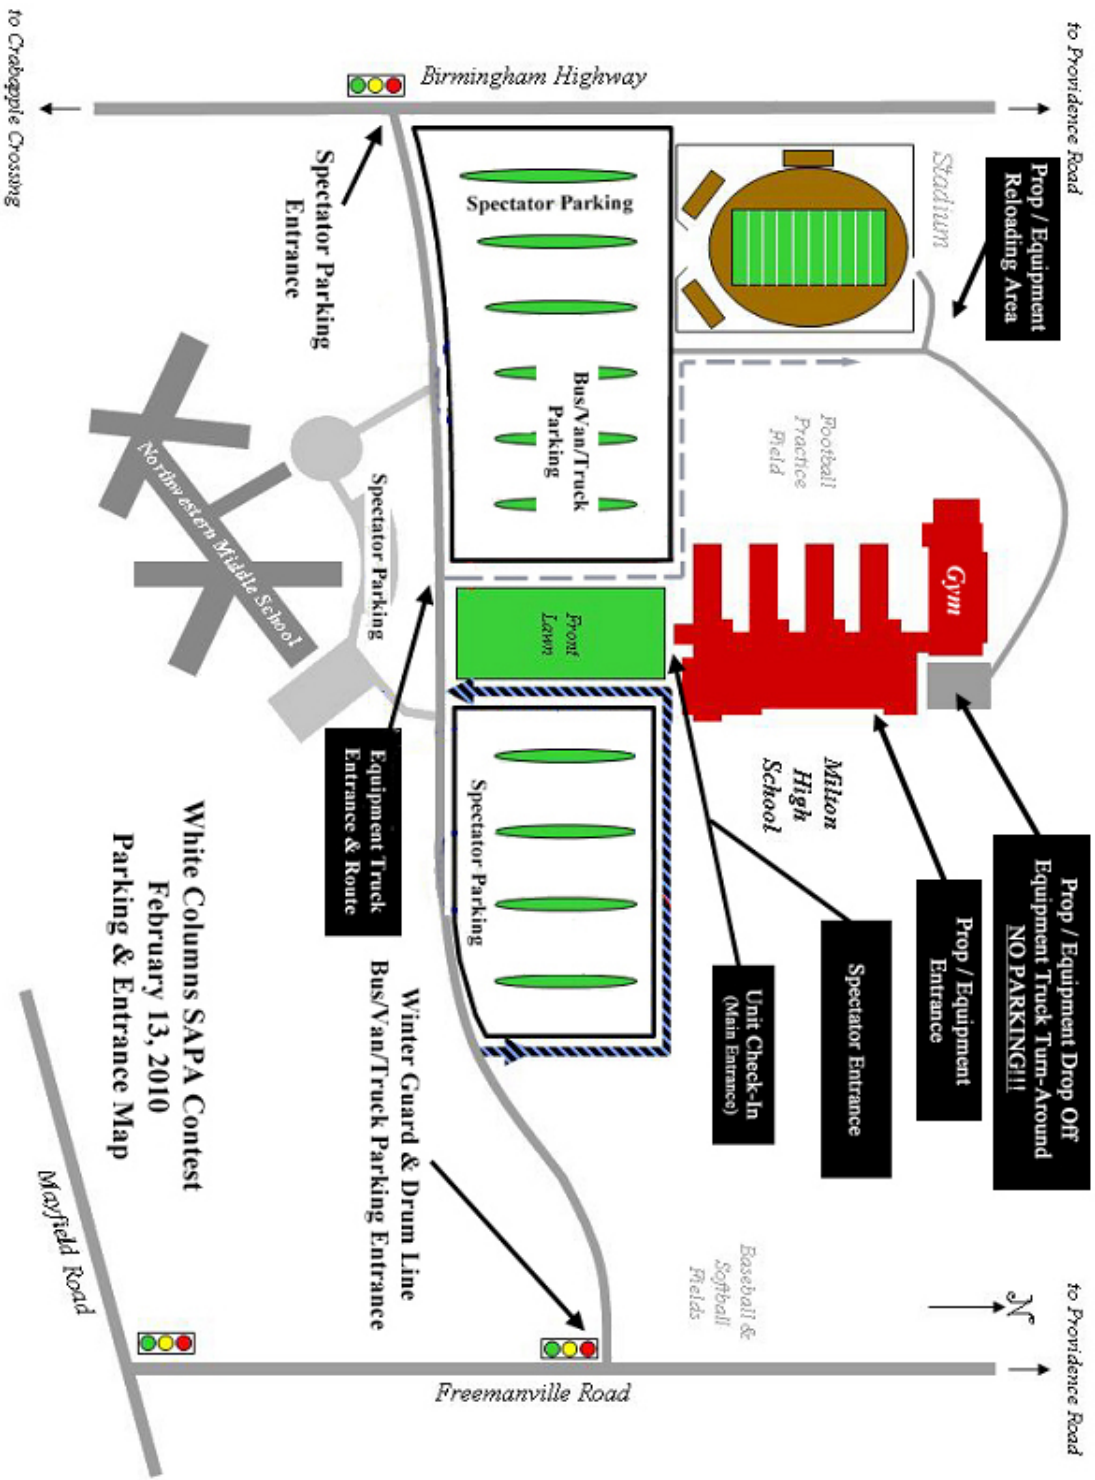 to Providence Road
Birmingham Highway
to Crabapple Crossing
Prop / Equipment
Reloading Area
Stadium
Spectator Parking
Spectator Parking
Entrance
Bus/Van/Truck
Parking
Football
Practice
Field
Gym
Northwestern Middle School
Spectator Parking
Front
Lawn
Equipment Truck
Entrance & Route
Milton
High
School
Spectator Parking
Prop / Equipment Drop Off
Equipment Truck Turn-Around
NO PARKING!!!
Prop / Equipment
Entrance
Spectator Entrance
Unit Check-In
(Main Entrance)
Winter Guard & Drum Line
Bus/Van/Truck Parking Entrance
White Columns SAPA Contest
February 13, 2010
Parking & Entrance Map
Baseball &
Softball
Fields
N
to Providence Road
Freemanville Road
Mayfield Road